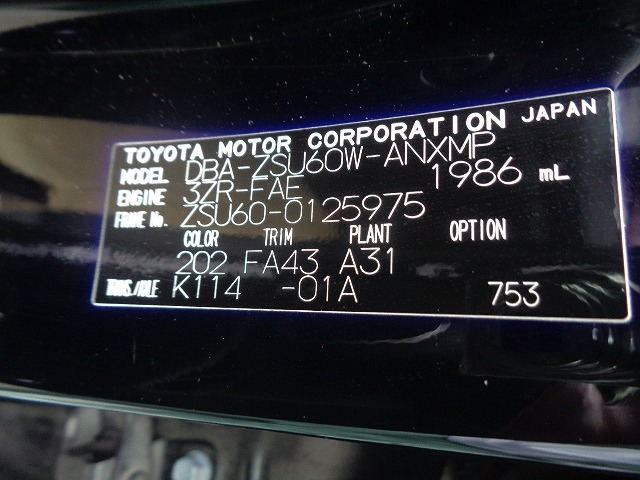 TOYOTA MOTOR CORPORATION JAPAN
MODEL DBA-ZSU60W-ANXMP
ENGINE 3ZR-FAE 1986 mL
FRAME No. ZSU60-0125975
COLOR TRIM PLANT OPTION
202 FA43 A31
TRANS./AXLE K114 -01A 753